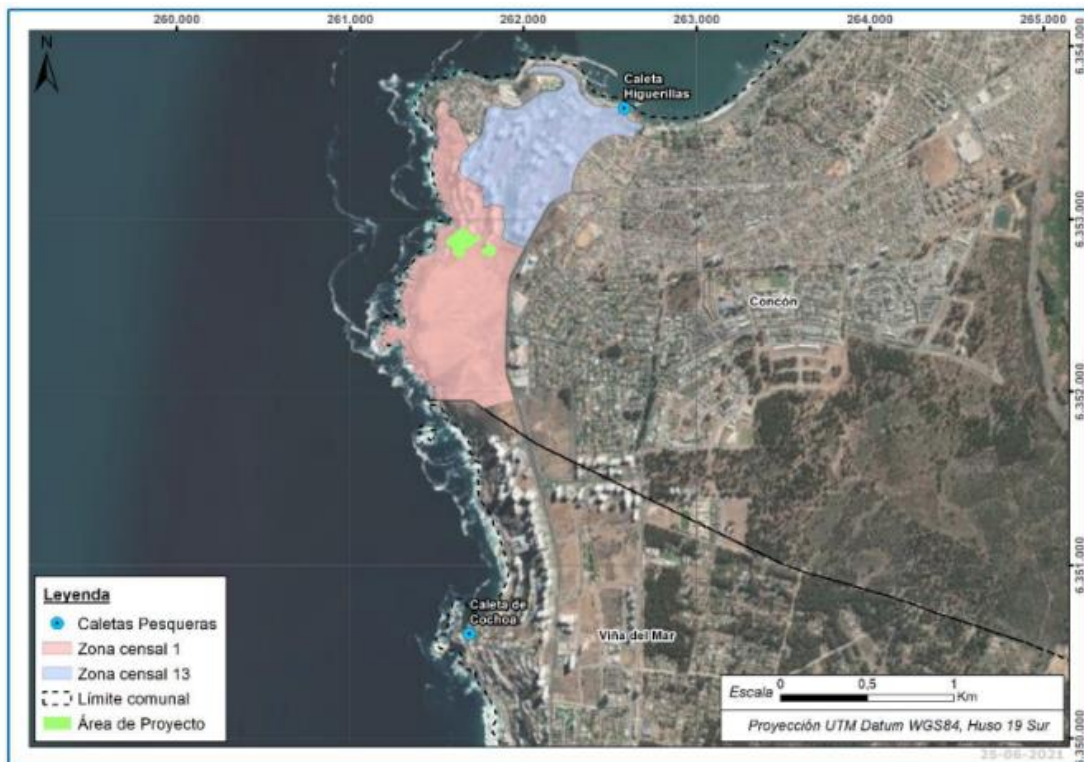 260.000 261.000 262.000 263.000 264.000 265.000
N
6.354.000
6.353.000
6.352.000
6.351.000
6.350.000
Caleta
Higuerillas
Concón
Caleta de
Cochoa
Viña del Mar
Leyenda
Caletas Pesqueras
Zona censal 1
Zona censal 13
Límite comunal
Área de Proyecto
Escala 0 0,5 1
Km
Proyección UTM Datum WGS84, Huso 19 Sur
25-06-2021